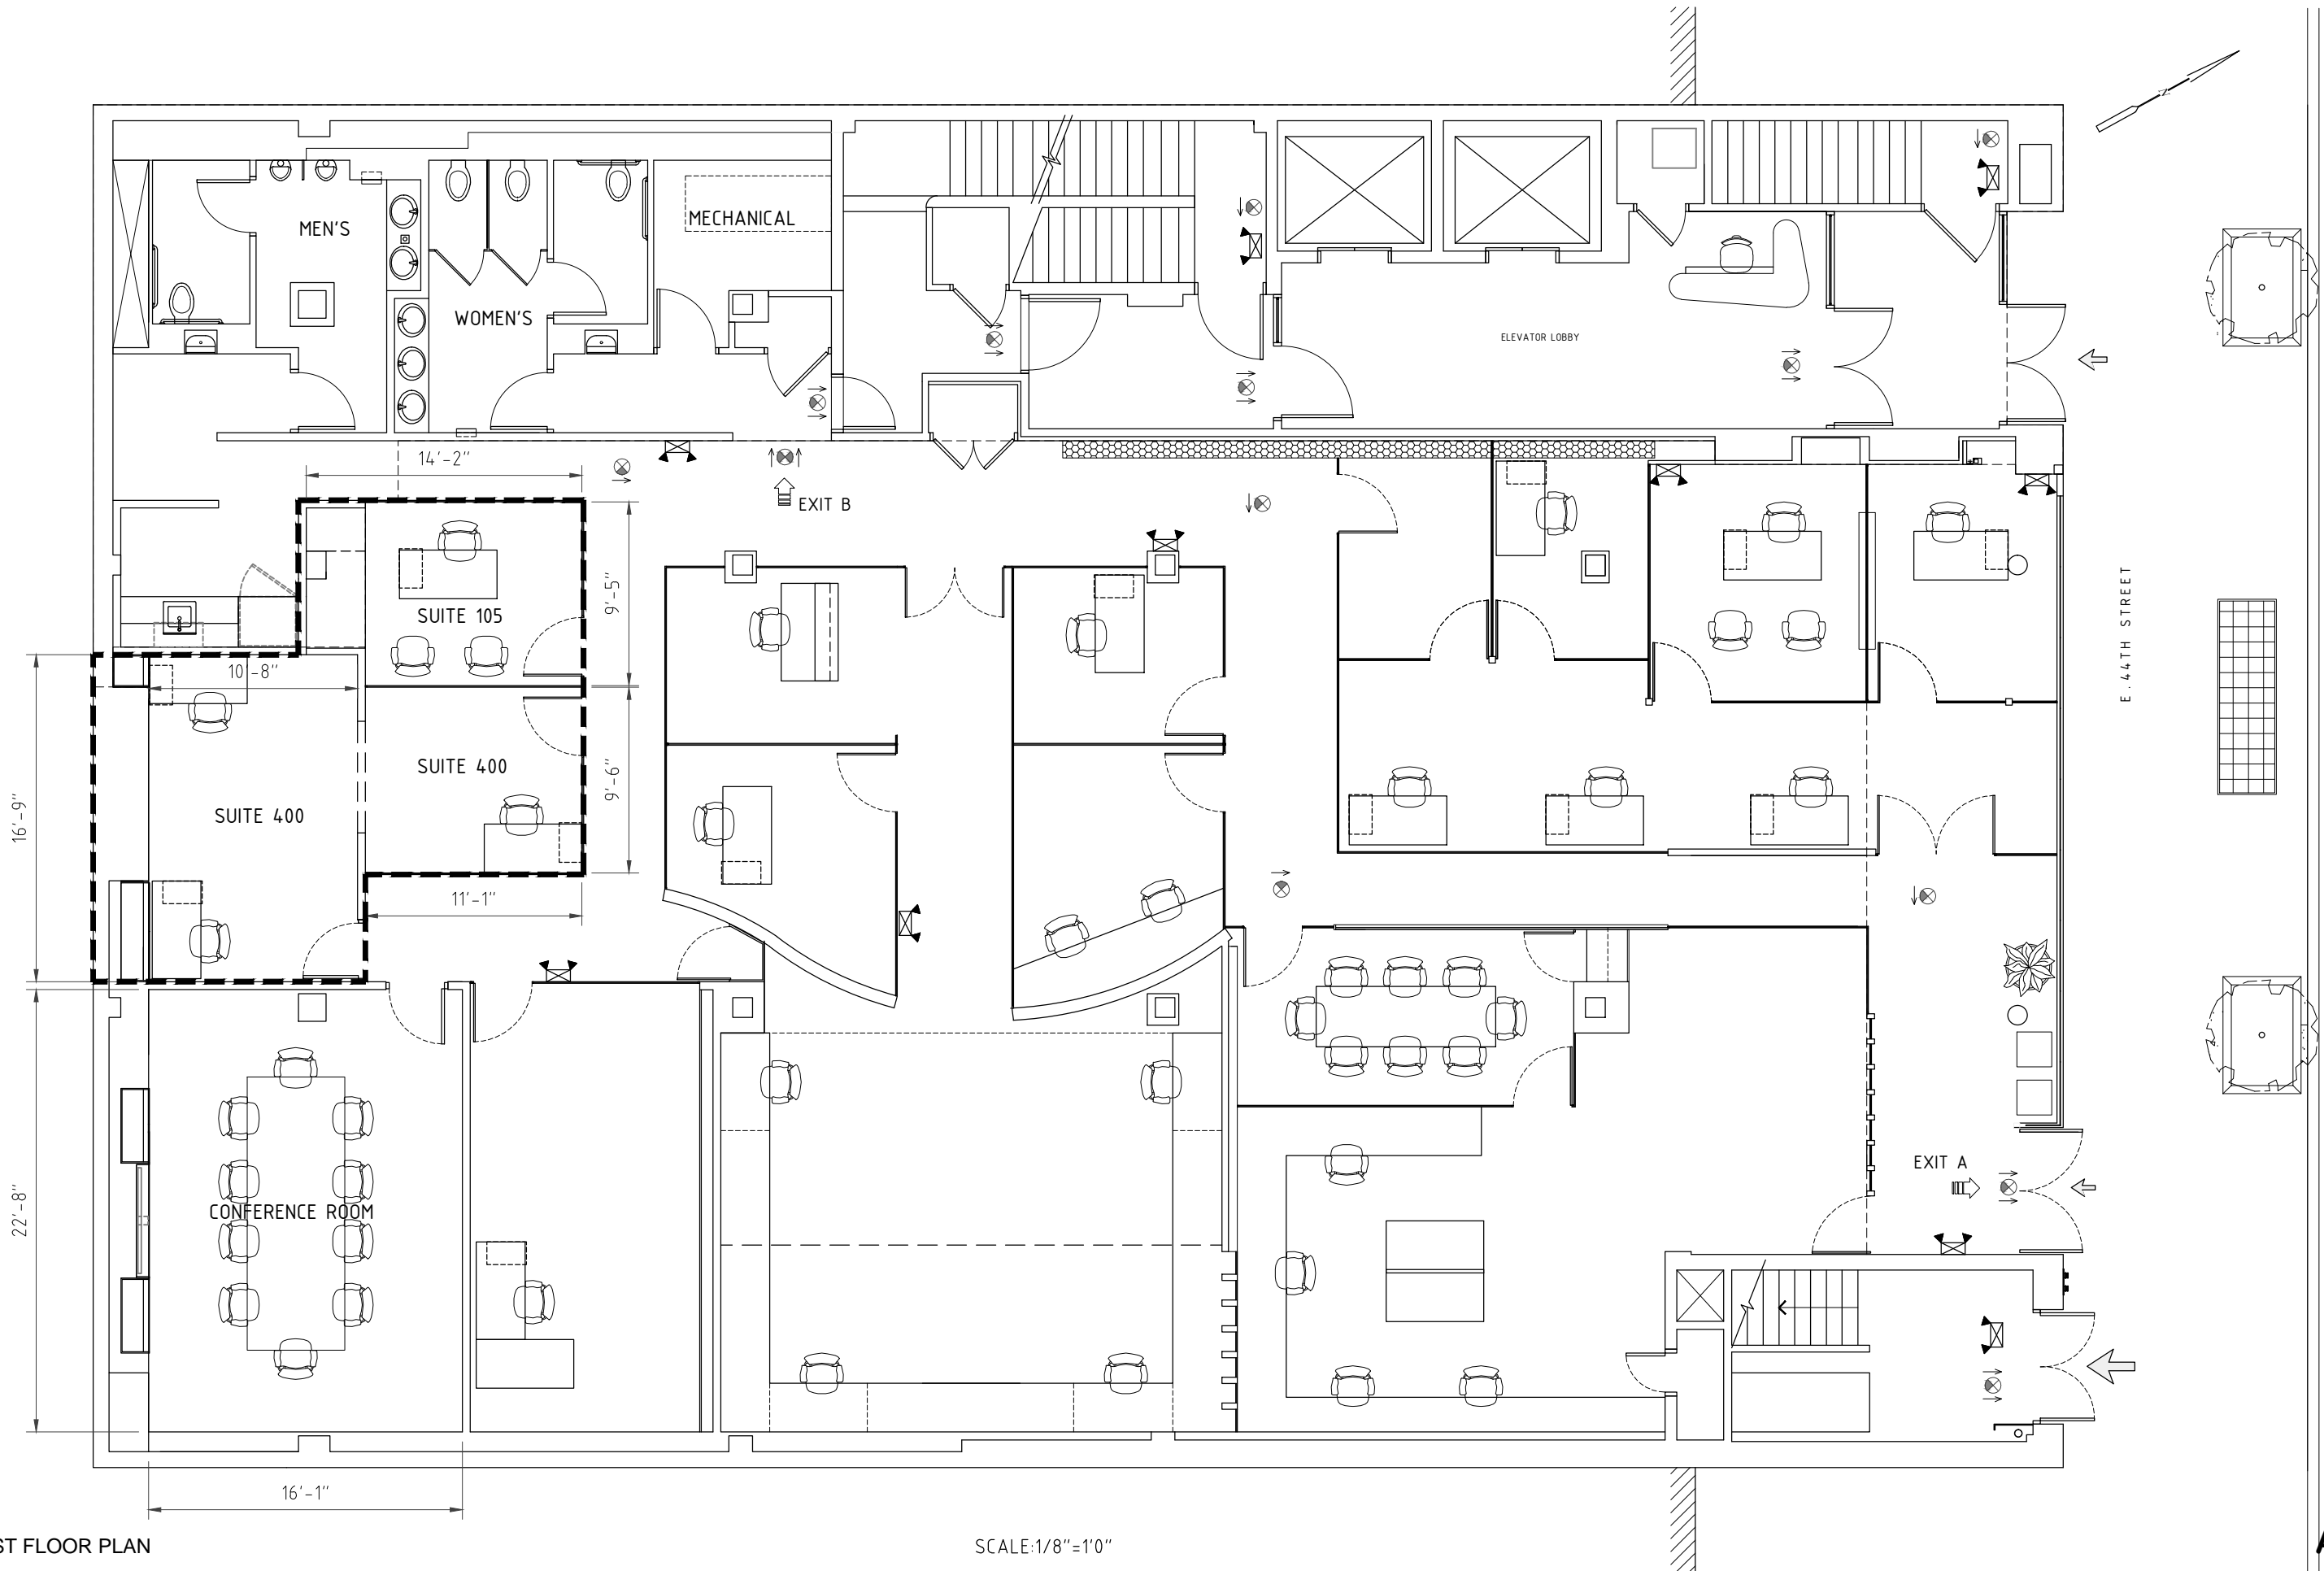 N
MEN'S
MECHANICAL
WOMEN'S
ELEVATOR LOBBY
14'-2"
EXIT B
SUITE 105
9'-5"
E.44TH STREET
10'-8"
SUITE 400
9'-6"
SUITE 400
16'-9"
11'-1"
EXIT A
22'-8"
CONFERENCE ROOM
16'-1"
ST FLOOR PLAN
SCALE:1/8"=1'0"